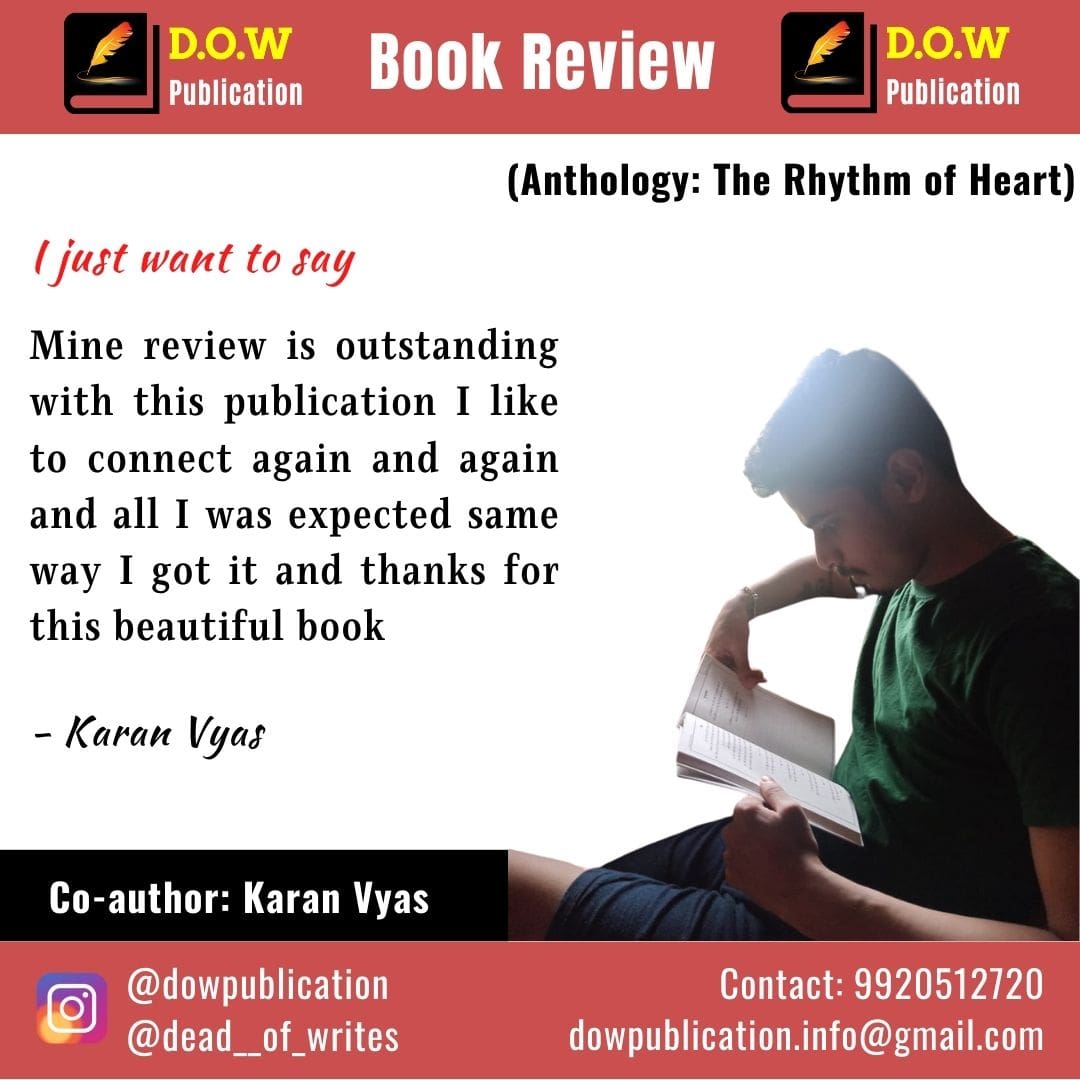 D.O.W
Publication
Book Review
D.O.W
Publication
(Anthology: The Rhythm of Heart)
I just want to say
Mine review is outstanding
with this publication I like
to connect again and again
and all I was expected same
way I got it and thanks for
this beautiful book
- Karan Vyas
Co-author: Karan Vyas
@dowpublication
@dead__of_writes
Contact: 9920512720
dowpublication.info@gmail.com